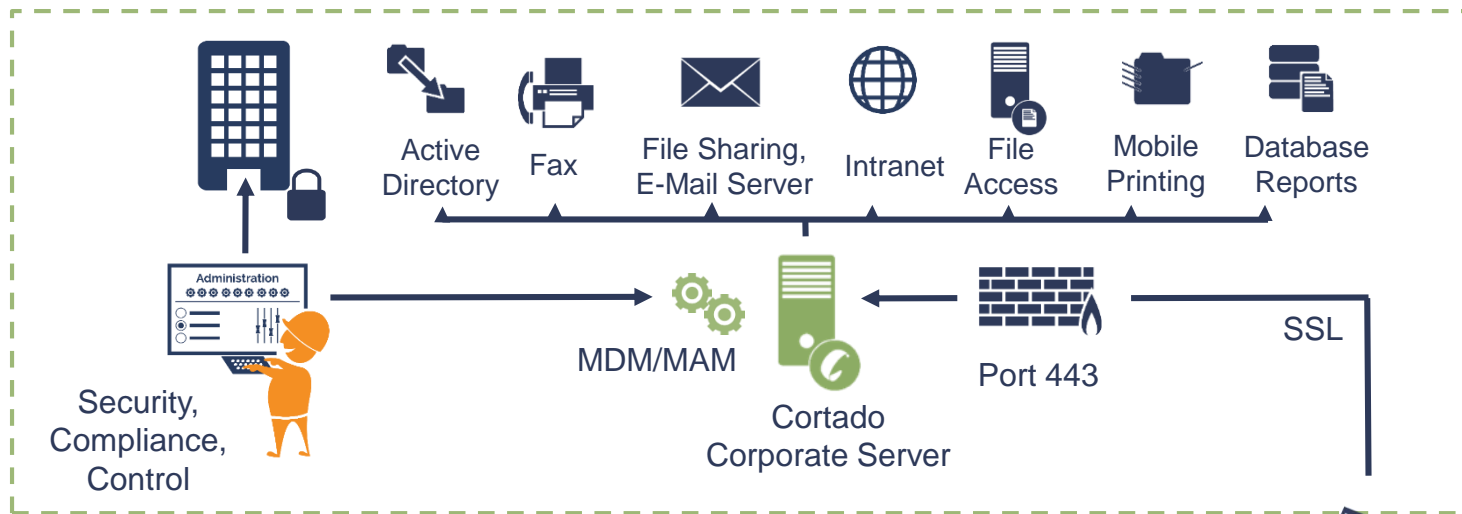 Active
Directory
Fax
File Sharing,
E-Mail Server
Intranet
File
Access
Mobile
Printing
Database
Reports
Administration
MDM/MAM
Cortado
Corporate Server
Port 443
SSL
Security,
Compliance,
Control